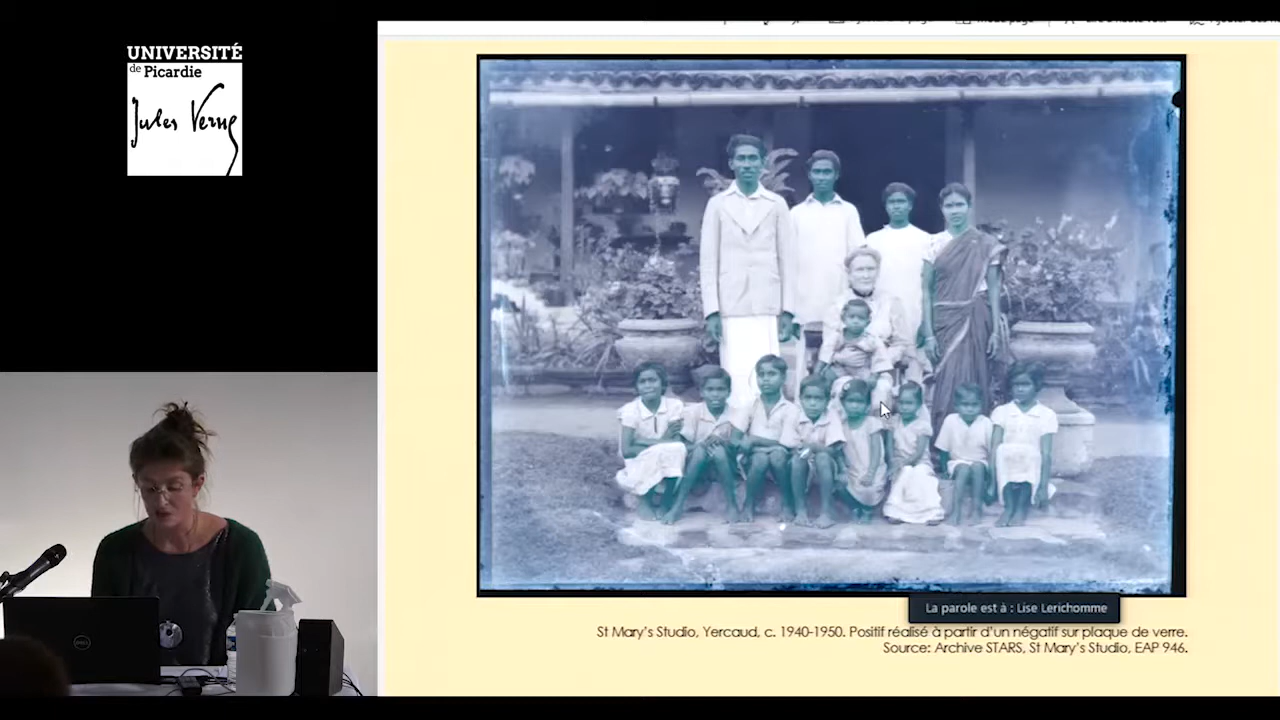 UNIVERSITÉ
de Picardie
Jules Verne
La parole est à : Lise Lerichomme
St Mary's Studio, Yercaud, c. 1940-1950. Positif réalisé à partir d'un négatif sur plaque de verre.
Source: Archive STARS, St Mary's Studio, EAP 946.
DELL